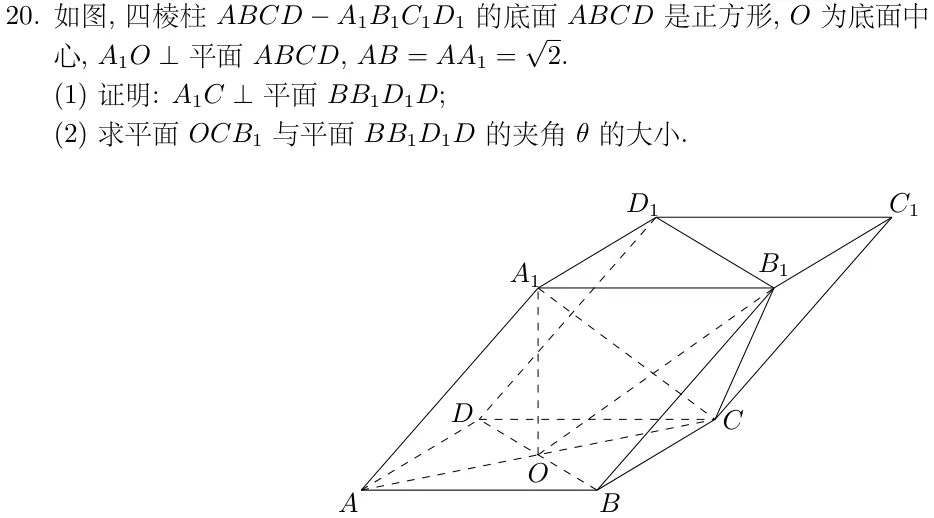 20. 如图, 四棱柱 ABCD − A₁B₁C₁D₁ 的底面 ABCD 是正方形, O 为底面中
心, A₁O ⊥ 平面 ABCD, AB = AA₁ = √2.
(1) 证明: A₁C ⊥ 平面 BB₁D₁D;
(2) 求平面 OCB₁ 与平面 BB₁D₁D 的夹角 θ 的大小.
D₁
C₁
A₁
B₁
D
C
O
A
B